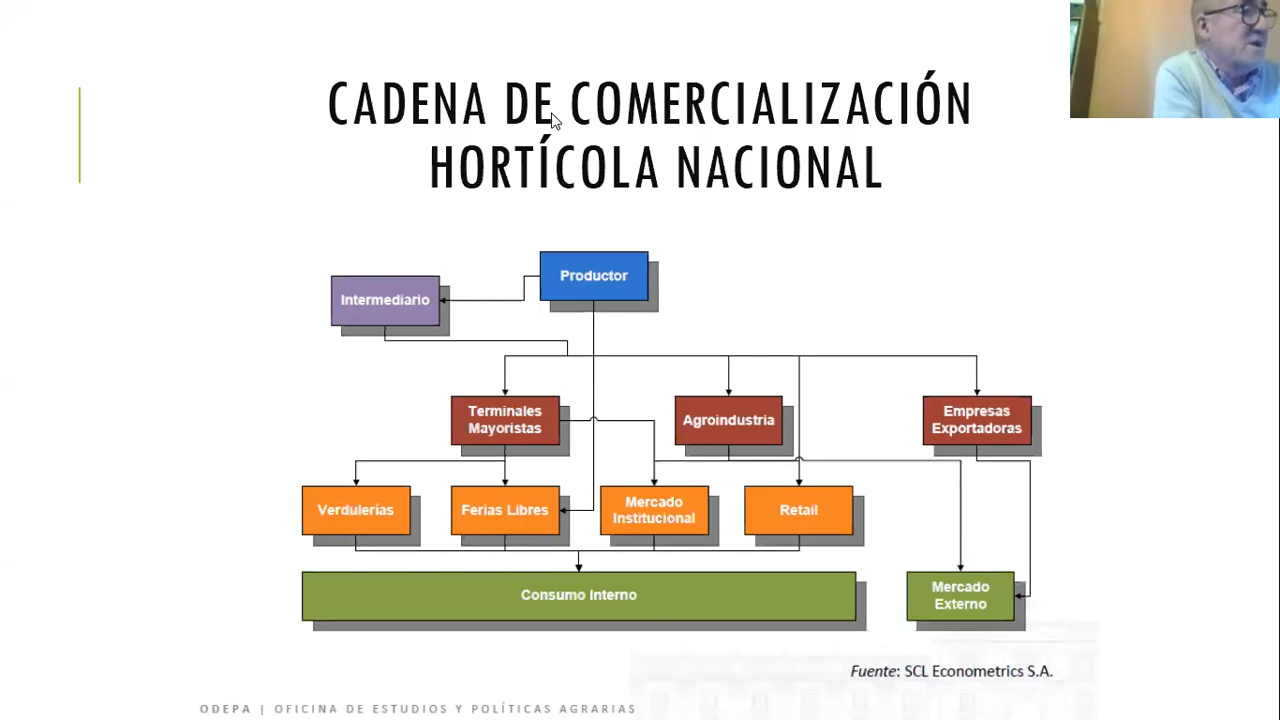 CADENA DE COMERCIALIZACIÓN
HORTÍCOLA NACIONAL
Productor
Intermediario
Terminales
Mayoristas
Agroindustria
Empresas
Exportadoras
Verdulerías
Ferias Libres
Mercado
Institucional
Retail
Consumo Interno
Mercado
Externo
Fuente: SCL Econometrics S.A.
ODEPA | OFICINA DE ESTUDIOS Y POLÍTICAS AGRARIAS